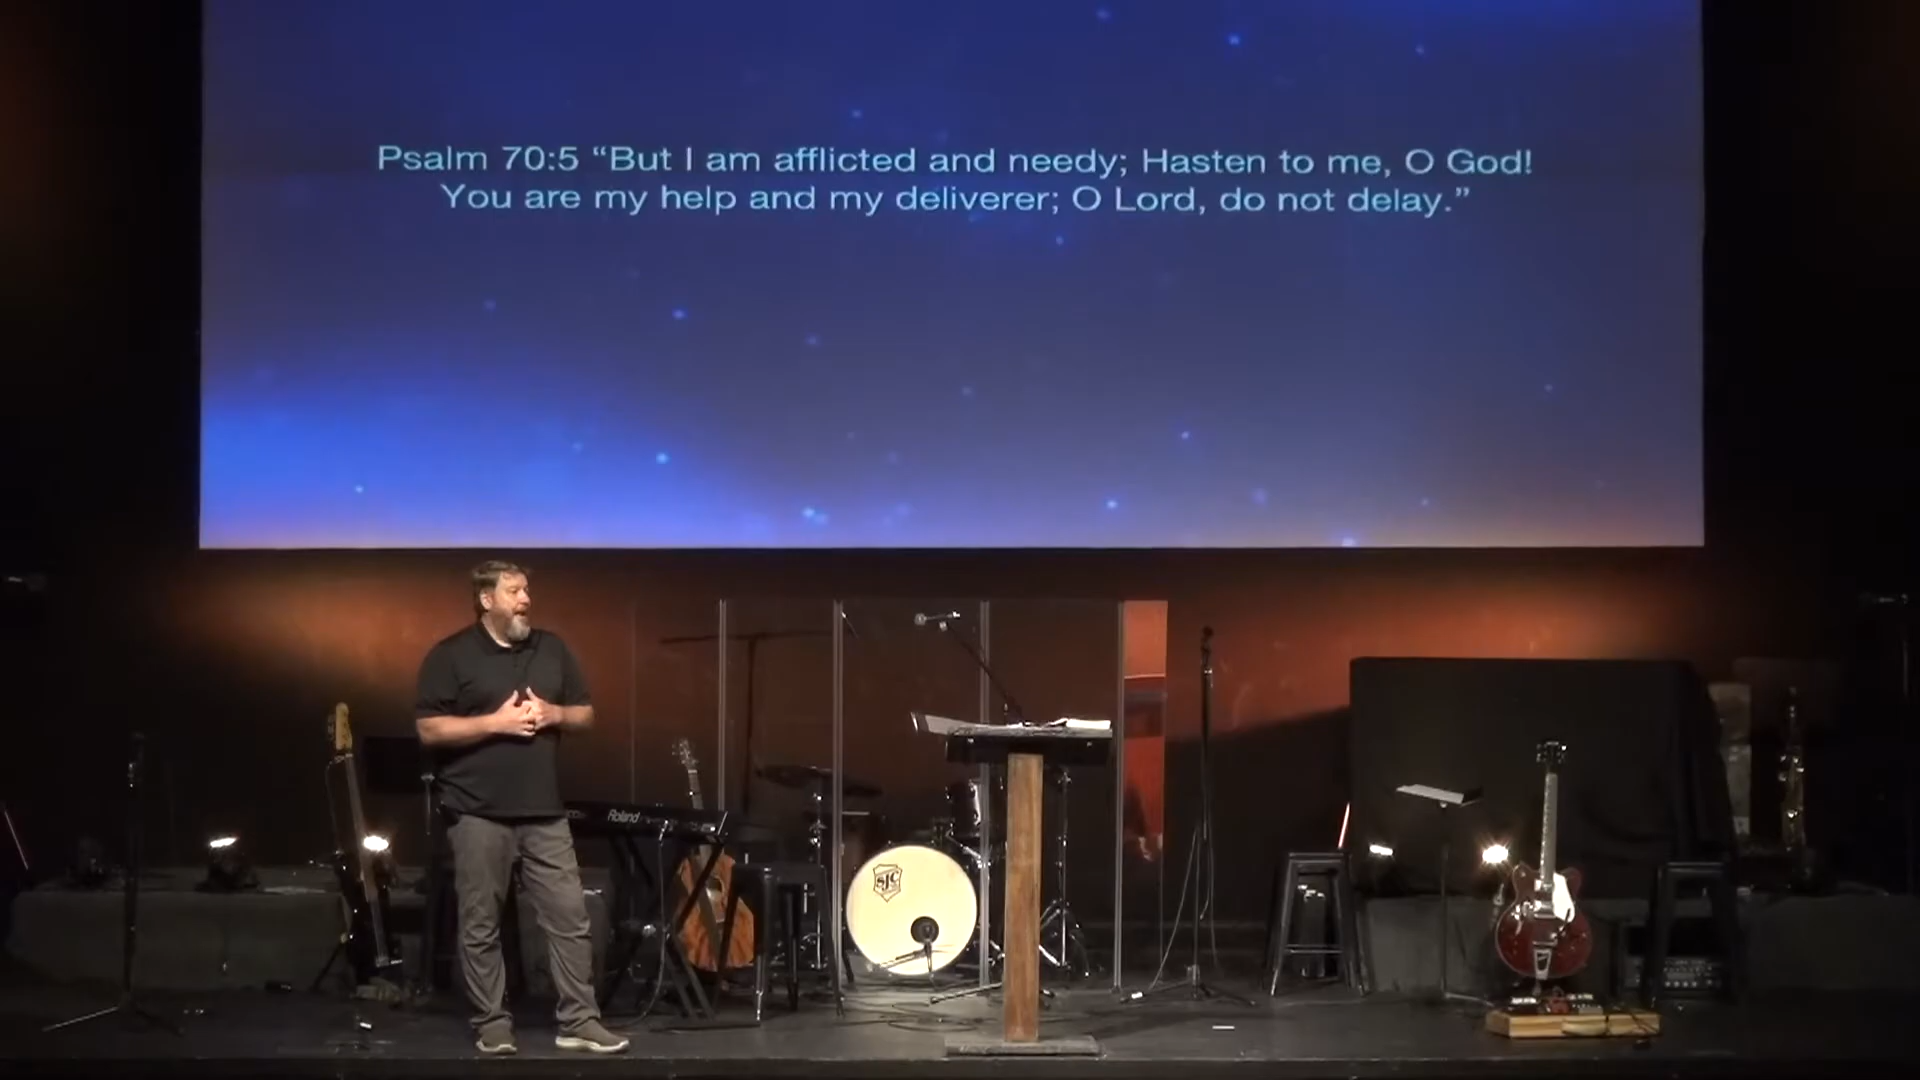 Psalm 70:5 “But I am afflicted and needy; Hasten to me, O God!
You are my help and my deliverer; O Lord, do not delay.”
Roland
SJC